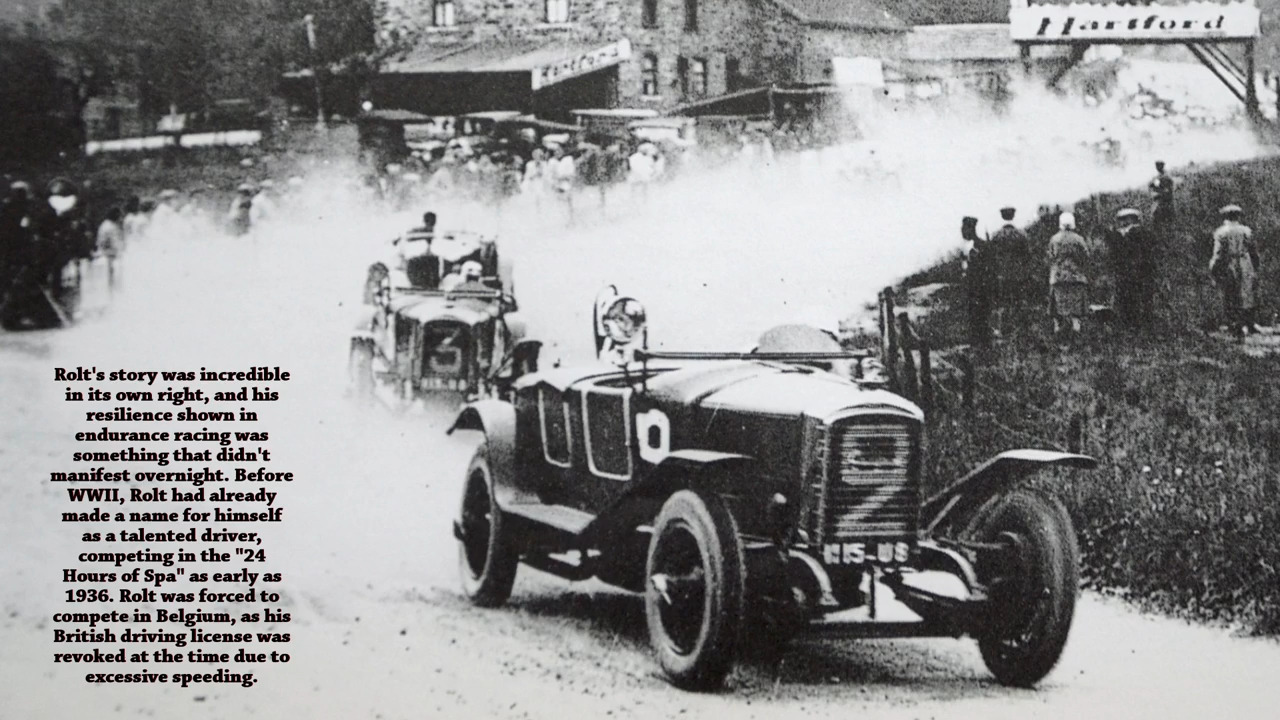 Hartford
Rolt's story was incredible
in its own right, and his
resilience shown in
endurance racing was
something that didn't
manifest overnight. Before
WWII, Rolt had already
made a name for himself
as a talented driver,
competing in the "24
Hours of Spa" as early as
1936. Rolt was forced to
compete in Belgium, as his
British driving license was
revoked at the time due to
excessive speeding.